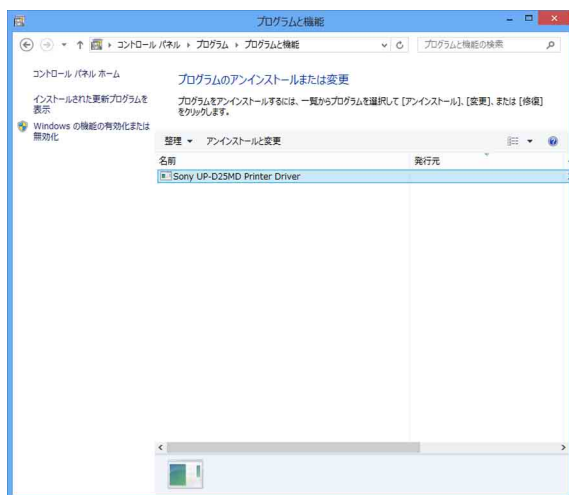 プログラムと機能
コントロール パネル ▸ プログラム ▸ プログラムと機能
プログラムと機能の検索
コントロール パネル ホーム
インストールされた更新プログラムを
表示
Windows の機能の有効化または
無効化
プログラムのアンインストールまたは変更
プログラムをアンインストールするには、一覧からプログラムを選択して [アンインストール]、[変更]、または [修復]
をクリックします。
整理 アンインストールと変更
名前 発行元
Sony UP-D25MD Printer Driver